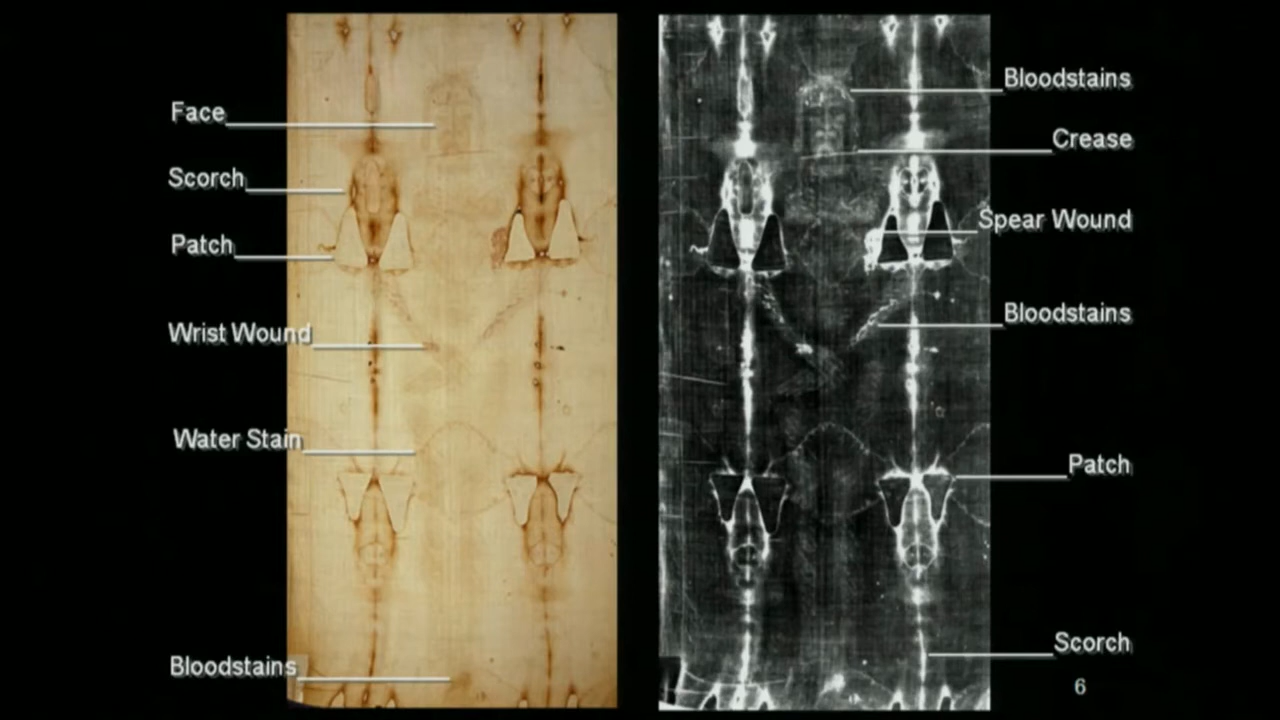 Face
Scorch
Patch
Wrist Wound
Water Stain
Bloodstains
Bloodstains
Crease
Spear Wound
Bloodstains
Patch
Scorch
6